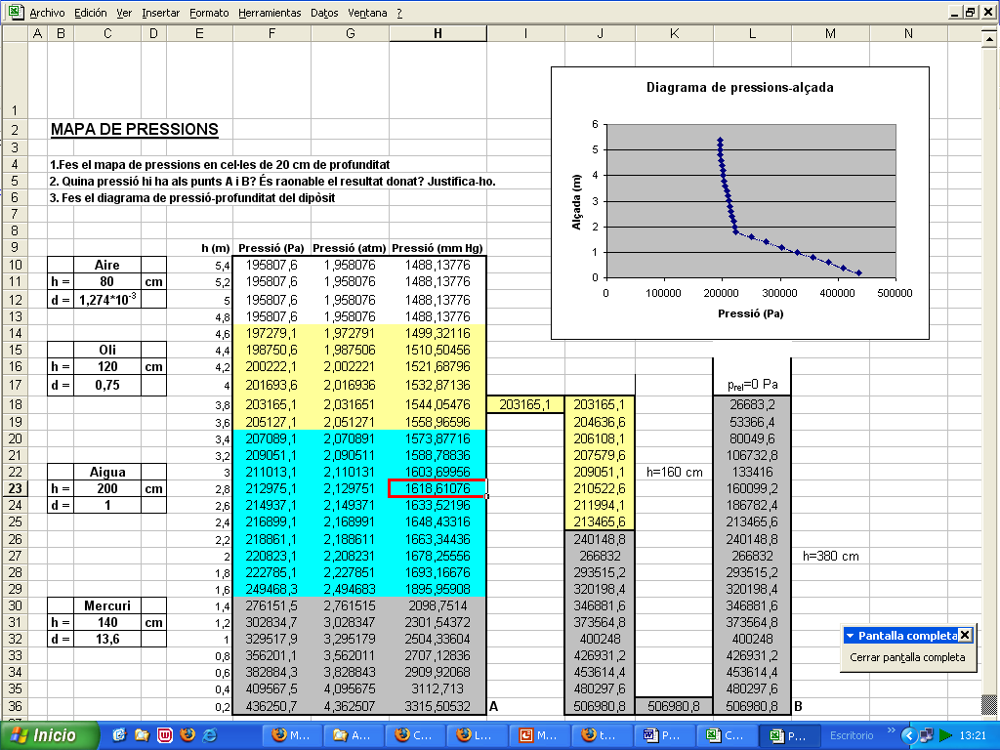 Archivo Edición Ver Insertar Formato Herramientas Datos Ventana ?
A B C D E F G H I J K L M N
Diagrama de pressions-alçada
Alçada (m)
6
5
4
3
2
1
0
0 100000 200000 300000 400000 500000
Pressió (Pa)
1
2 MAPA DE PRESSIONS
3
4 1.Fes el mapa de pressions en cel·les de 20 cm de profunditat
5 2. Quina pressió hi ha als punts A i B? És raonable el resultat donat? Justifica-ho.
6 3. Fes el diagrama de pressió-profunditat del dipòsit
7
8
9 h (m) Pressió (Pa) Pressió (atm) Pressió (mm Hg)
10 Aire 5,4 195807,6 1,958076 1488,13776
11 h = 80 cm 5,2 195807,6 1,958076 1488,13776
12 d = 1,274*10-3 5 195807,6 1,958076 1488,13776
13 4,8 195807,6 1,958076 1488,13776
14 4,6 197279,1 1,972791 1499,32116
15 Oli 4,4 198750,6 1,987506 1510,50456
16 h = 120 cm 4,2 200222,1 2,002221 1521,68796
17 d = 0,75 4 201693,6 2,016936 1532,87136 prel=0 Pa
18 3,8 203165,1 2,031651 1544,05476 203165,1 203165,1 26683,2
19 3,6 205127,1 2,051271 1558,96596 204636,6 53366,4
20 3,4 207089,1 2,070891 1573,87716 206108,1 80049,6
21 3,2 209051,1 2,090511 1588,78836 207579,6 106732,8
22 Aigua 3 211013,1 2,110131 1603,69956 209051,1 h=160 cm 133416
23 h = 200 cm 2,8 212975,1 2,129751 1618,61076 210522,6 160099,2
24 d = 1 2,6 214937,1 2,149371 1633,52196 211994,1 186782,4
25 2,4 216899,1 2,168991 1648,43316 213465,6 213465,6
26 2,2 218861,1 2,188611 1663,34436 240148,8 240148,8
27 2 220823,1 2,208231 1678,25556 266832 266832 h=380 cm
28 1,8 222785,1 2,227851 1693,16676 293515,2 293515,2
29 1,6 249468,3 2,494683 1895,95908 320198,4 320198,4
30 Mercuri 1,4 276151,5 2,761515 2098,7514 346881,6 346881,6
31 h = 140 cm 1,2 302834,7 3,028347 2301,54372 373564,8 373564,8
32 d = 13,6 1 329517,9 3,295179 2504,33604 400248 400248
33 0,8 356201,1 3,562011 2707,12836 426931,2 426931,2
34 0,6 382884,3 3,828843 2909,92068 453614,4 453614,4
35 0,4 409567,5 4,095675 3112,713 480297,6 480297,6
36 0,2 436250,7 4,362507 3315,50532 A 506980,8 506980,8 506980,8 B
Pantalla completa
Cerrar pantalla completa
Inicio M... A... C... L... M... t... P... C... P... Escritorio » 13:21